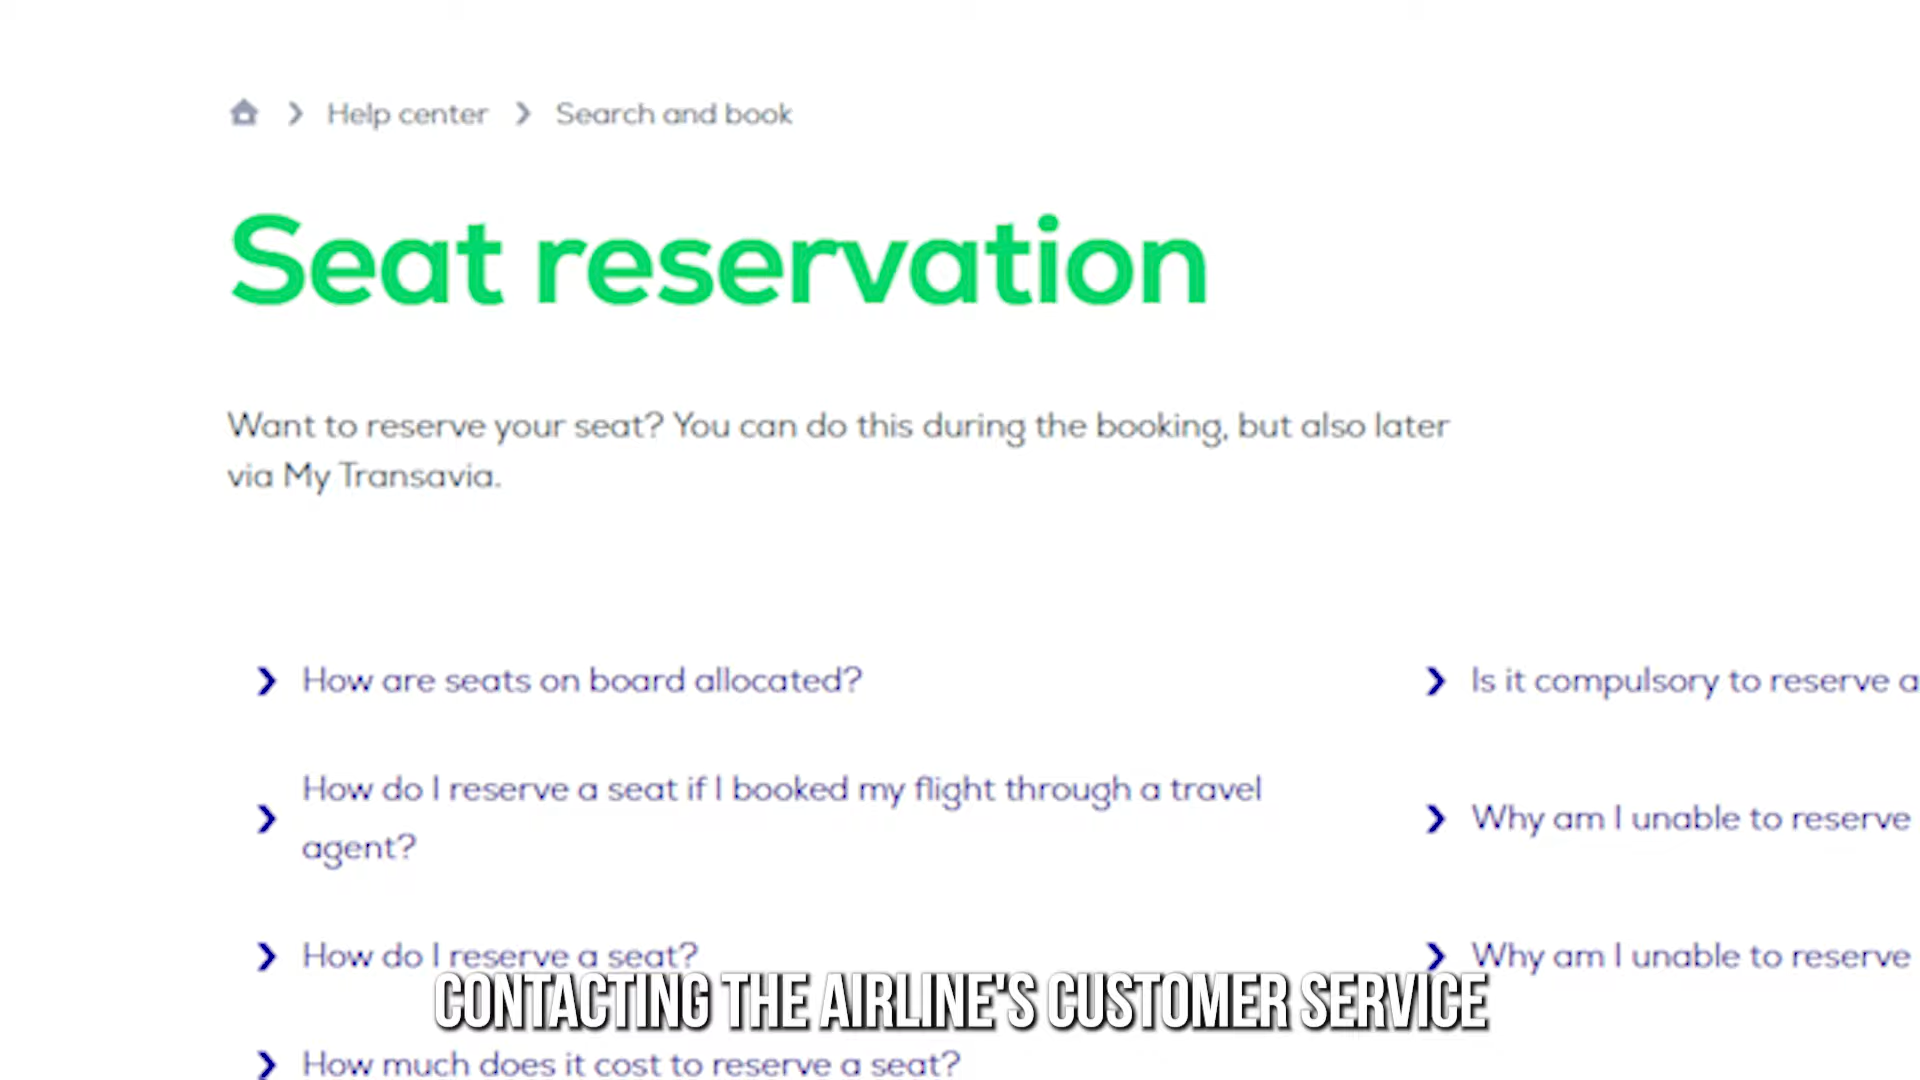 Help center
Search and book
Seat reservation
Want to reserve your seat? You can do this during the booking, but also later
via My Transavia.
How are seats on board allocated?
Is it compulsory to reserve a
How do I reserve a seat if I booked my flight through a travel
agent?
Why am I unable to reserve
How do I reserve a seat?
Why am I unable to reserve
CONTACTING THE AIRLINE'S CUSTOMER SERVICE
How much does it cost to reserve a seat?